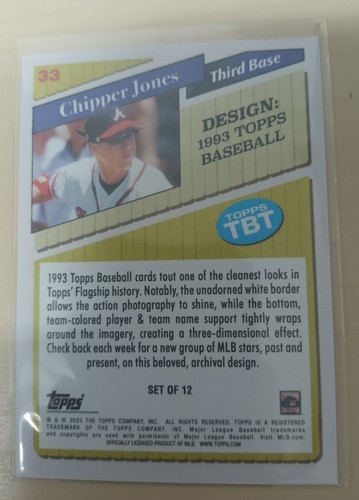 33
Chipper Jones
Third Base
DESIGN:
1993 TOPPS
BASEBALL
TOPPS
TBT
1993 Topps Baseball cards tout one of the cleanest looks in
Topps' Flagship history. Notably, the unadorned white border
allows the action photography to shine, while the bottom,
team-colored player & team name support tightly wraps
around the imagery, creating a three-dimensional effect.
Check back each week for a new group of MLB stars, past and
present, on this beloved, archival design.
SET OF 12
Topps
® & © 2022 THE TOPPS COMPANY, INC. ALL RIGHTS RESERVED. TOPPS IS A REGISTERED
TRADEMARK OF THE TOPPS COMPANY, INC. Major League Baseball trademarks
and copyrights are used with permission of Major League Baseball. Visit MLB.com.
OFFICIALLY LICENSED PRODUCT OF MLB. WWW.TOPPS.COM